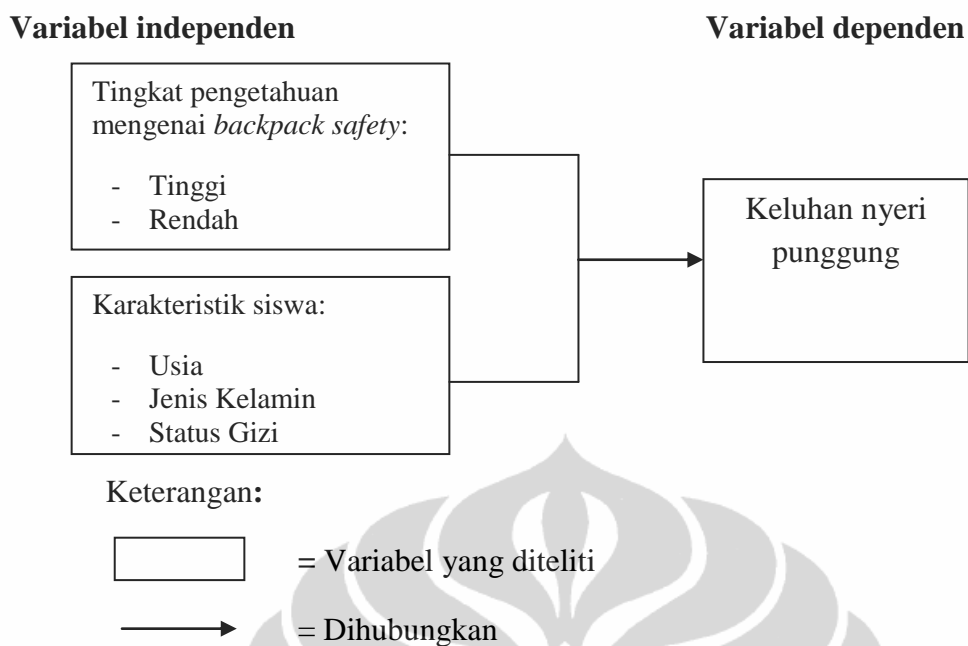 Variabel independen
Variabel dependen
Tingkat pengetahuan
mengenai backpack safety:
- Tinggi
- Rendah
Keluhan nyeri
punggung
Karakteristik siswa:
- Usia
- Jenis Kelamin
- Status Gizi
Keterangan:
= Variabel yang diteliti
= Dihubungkan